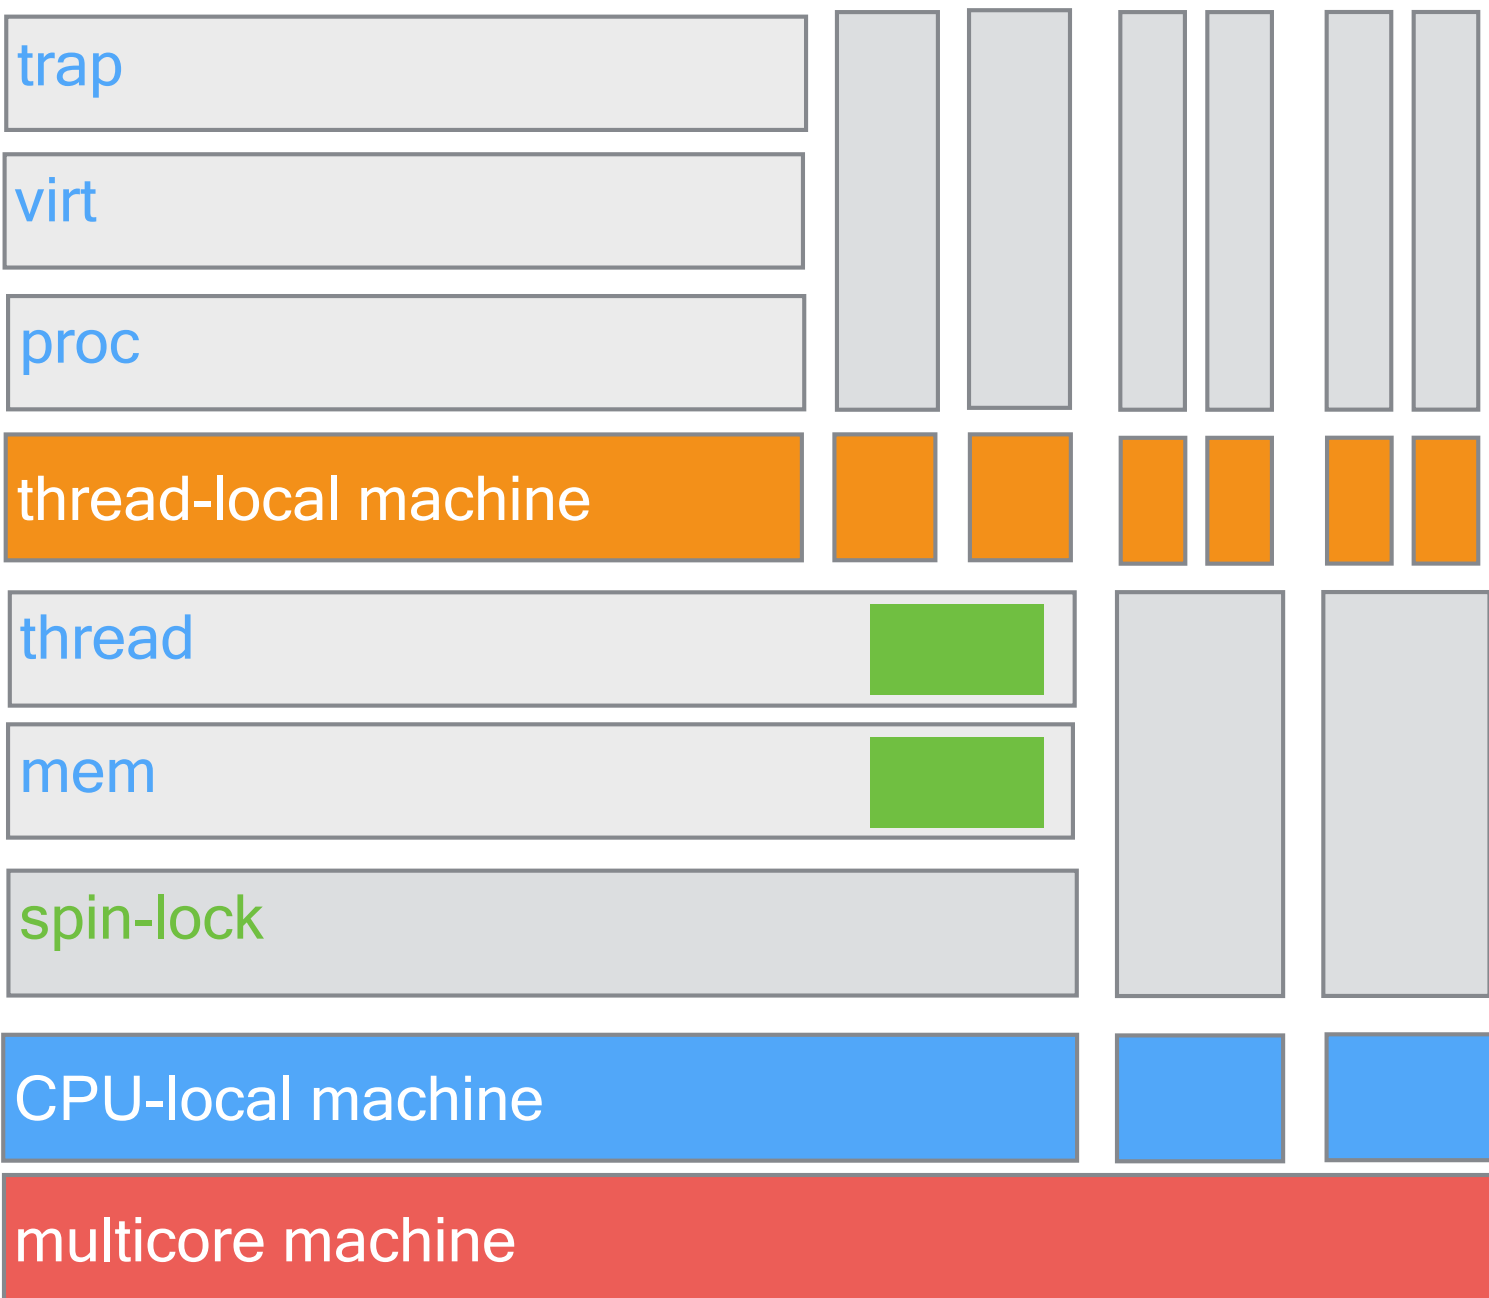 trap
virt
proc
thread-local machine
thread
mem
spin-lock
CPU-local machine
multicore machine